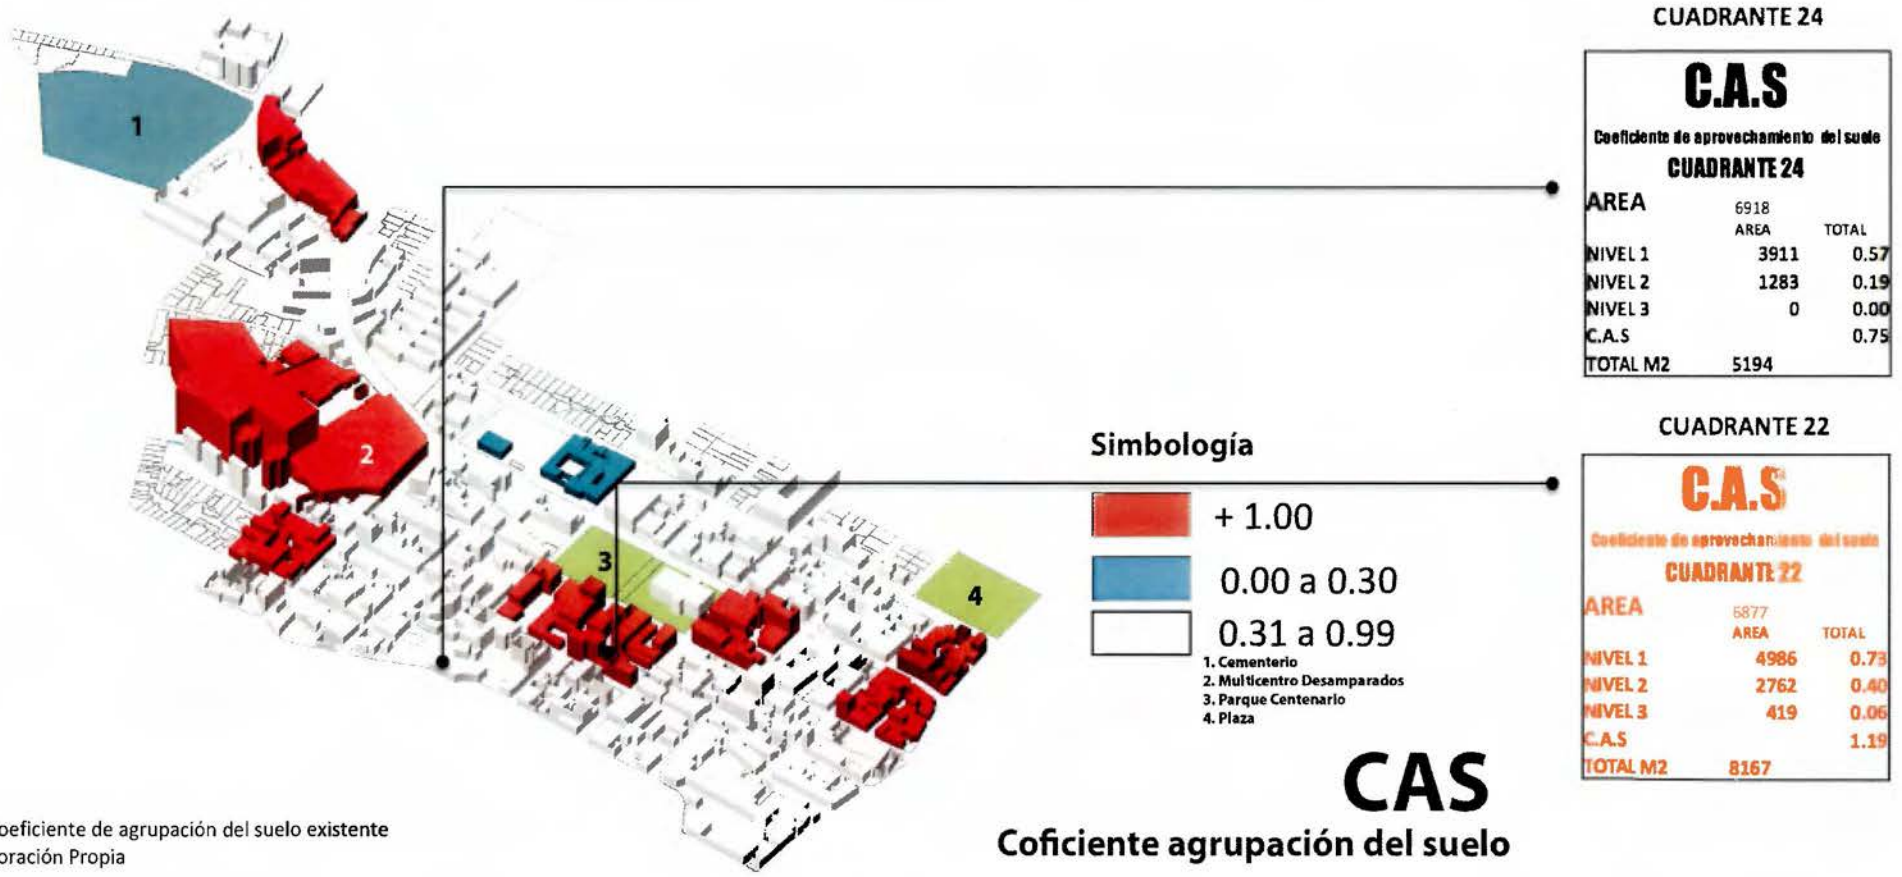 CUADRANTE 24
C.A.S
Coeficiente de aprovechamiento del suelo
CUADRANTE 24
AREA 6918
AREA TOTAL
NIVEL 1 3911 0.57
NIVEL 2 1283 0.19
NIVEL 3 0 0.00
C.A.S 0.75
TOTAL M2 5194
CUADRANTE 22
C.A.S
Coeficiente de aprovechamiento del suelo
CUADRANTE 22
AREA 6877
AREA TOTAL
NIVEL 1 4986 0.73
NIVEL 2 2762 0.40
NIVEL 3 419 0.06
C.A.S 1.19
TOTAL M2 8167
1
2
3
4
Simbología
+ 1.00
0.00 a 0.30
0.31 a 0.99
1. Cementerio
2. Multicentro Desamparados
3. Parque Centenario
4. Plaza
CAS
Coficiente agrupación del suelo
oeficiente de agrupación del suelo existente
oración Propia